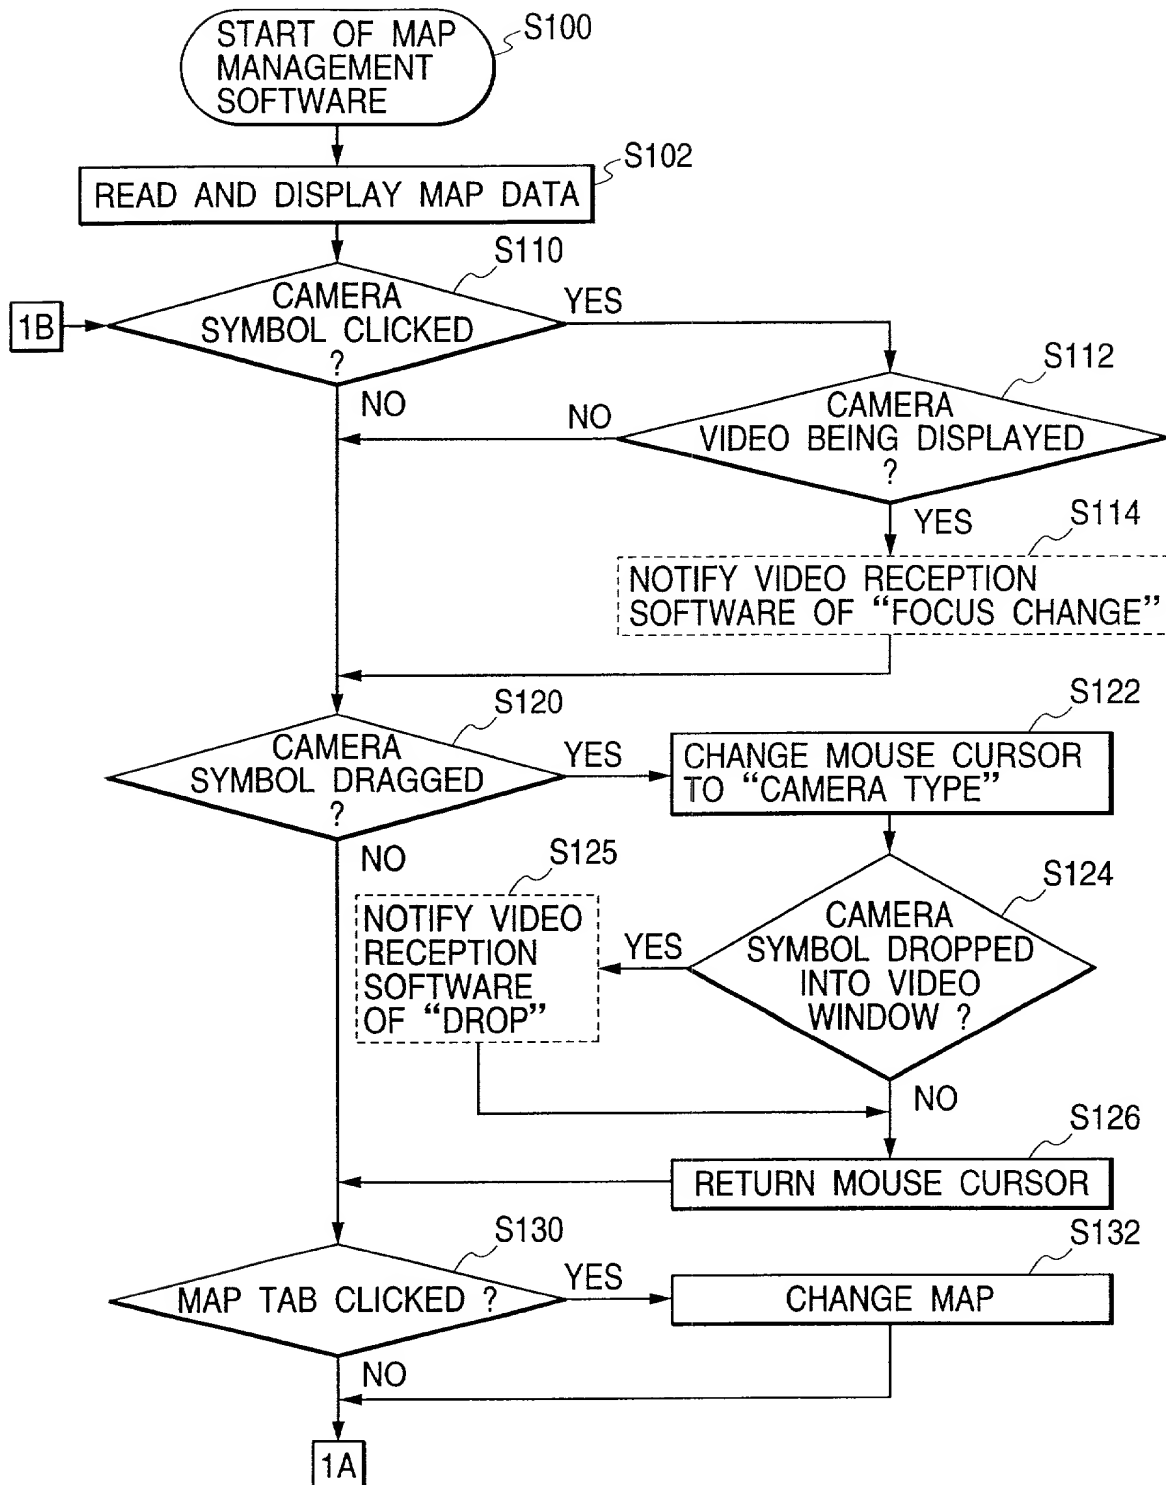 START OF MAP
MANAGEMENT
SOFTWARE
S100
S102
READ AND DISPLAY MAP DATA
S110
CAMERA
SYMBOL CLICKED
?
YES
1B
NO
S112
CAMERA
VIDEO BEING DISPLAYED
?
NO
YES
S114
NOTIFY VIDEO RECEPTION
SOFTWARE OF “FOCUS CHANGE”
S120
CAMERA
SYMBOL DRAGGED
?
YES
NO
S122
CHANGE MOUSE CURSOR
TO “CAMERA TYPE”
S124
CAMERA
SYMBOL DROPPED
INTO VIDEO
WINDOW ?
YES
NO
S125
NOTIFY VIDEO
RECEPTION
SOFTWARE
OF “DROP”
S126
RETURN MOUSE CURSOR
S130
MAP TAB CLICKED ?
YES
NO
S132
CHANGE MAP
1A